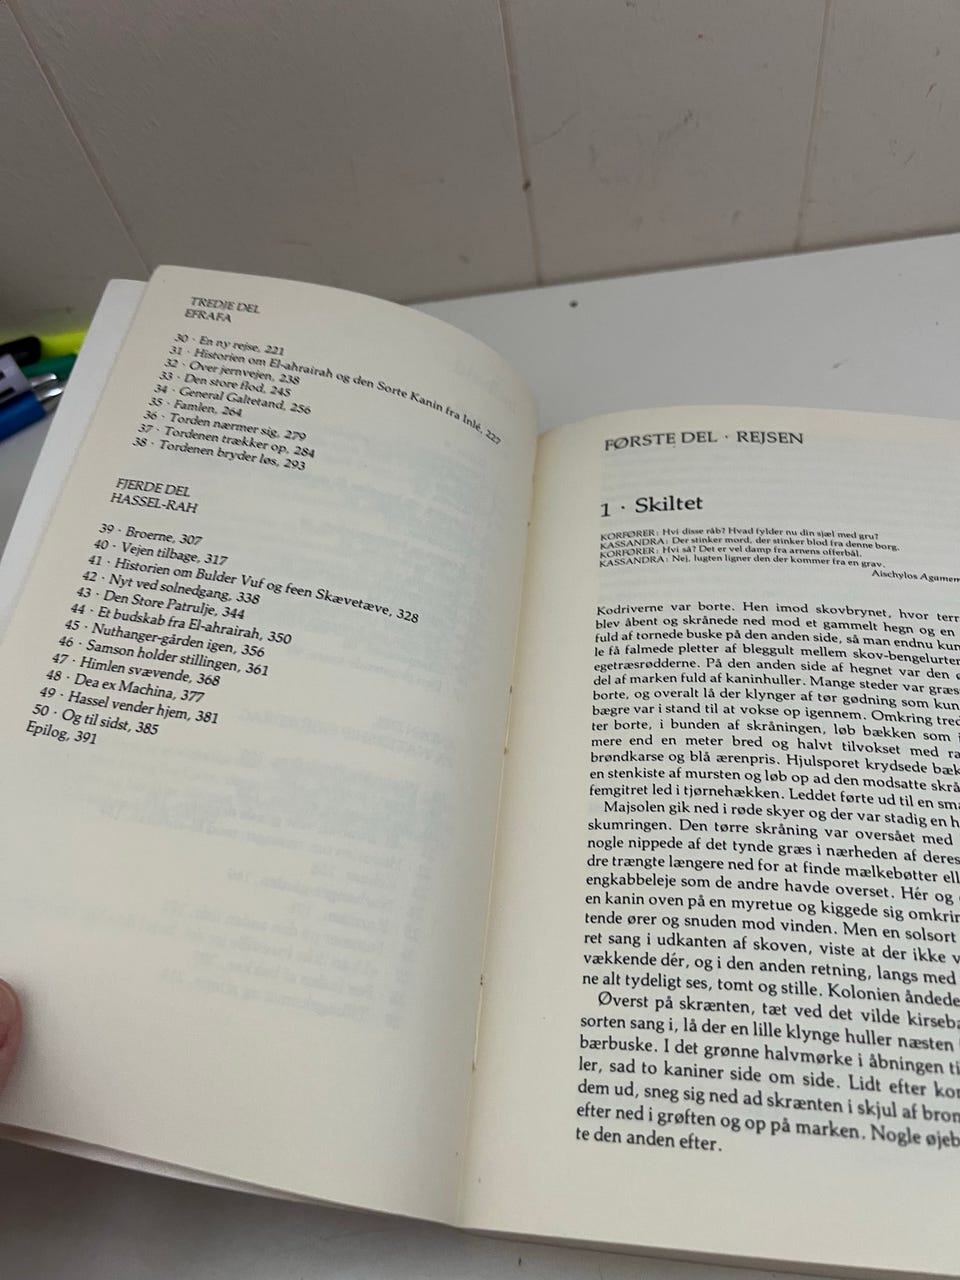 TREDJE DEL
EFRAFA
30 · En ny rejse, 221
31 · Historien om El-ahrairah og den Sorte Kanin fra Inlé, 227
32 · Over jernvejen, 238
33 · Den store flod, 245
34 · General Galtetand, 256
35 · Famlen, 264
36 · Torden nærmer sig, 279
37 · Tordenen trækker op, 284
38 · Tordenen bryder løs, 293
FJERDE DEL
HASSEL-RAH
39 · Broerne, 307
40 · Vejen tilbage, 317
41 · Historien om Bulder Vuf og feen Skævetæve, 328
42 · Nyt ved solnedgang, 338
43 · Den Store Patrulje, 344
44 · Et budskab fra El-ahrairah, 350
45 · Nuthanger-gården igen, 356
46 · Samson holder stillingen, 361
47 · Himlen svævende, 368
48 · Dea ex Machina, 377
49 · Hassel vender hjem, 381
50 · Og til sidst, 385
Epilog, 391
FØRSTE DEL · REJSEN
1 · Skiltet
KORFØRER: Hvi disse råb? Hvad fylder nu din sjæl med gru?
KASSANDRA: Der stinker mord, der stinker blod fra denne borg.
KORFØRER: Hvi så? Det er vel damp fra arnens offerbål.
KASSANDRA: Nej, lugten ligner den der kommer fra en grav.
Aischylos Agamem
Kodriverne var borte. Hen imod skovbrynet, hvor terr
blev åbent og skrånede ned mod et gammelt hegn og en
fuld af tornede buske på den anden side, så man endnu kun
le få falmede pletter af bleggult mellem skov-bengelurter
egetræsrødderne. På den anden side af hegnet var den
del af marken fuld af kaninhuller. Mange steder var græs
borte, og overalt lå der klynger af tør gødning som kun
bægre var i stand til at vokse op igennem. Omkring tred
ter borte, i bunden af skråningen, løb bækken som
mere end en meter bred og halvt tilvokset med ra
brøndkarse og blå ærenpris. Hjulsporet krydsede bæk
en stenkiste af mursten og løb op ad den modsatte skrå
femgitret led i tjørnehækken. Leddet førte ud til en sma
Majsolen gik ned i røde skyer og der var stadig en h
skumringen. Den tørre skråning var oversået med
nogle nippede af det tynde græs i nærheden af deres
dre trængte længere ned for at finde mælkebøtter ell
engkabbeleje som de andre havde overset. Hér og
en kanin oven på en myretue og kiggede sig omkrin
tende ører og snuden mod vinden. Men en solsort
ret sang i udkanten af skoven, viste at der ikke v
vækkende dér, og i den anden retning, langs med
ne alt tydeligt ses, tomt og stille. Kolonien åndede
Øverst på skrænten, tæt ved det vilde kirseba
sorten sang i, lå der en lille klynge huller næsten
bærbuske. I det grønne halvmørke i åbningen ti
ler, sad to kaniner side om side. Lidt efter kor
dem ud, sneg sig ned ad skrænten i skjul af brom
efter ned i grøften og op på marken. Nogle øjeb
te den anden efter.